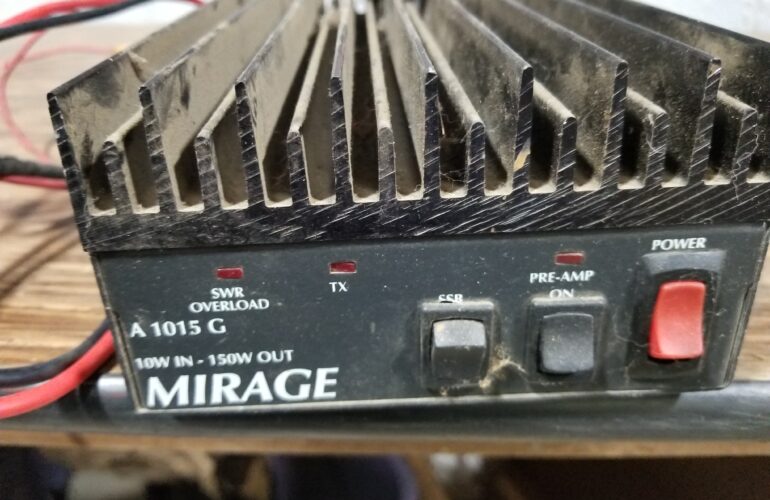 POWER
SWR
OVERLOAD
TX
PRE-AMP
ON
SSB
A 1015 G
10W IN - 150W OUT
MIRAGE